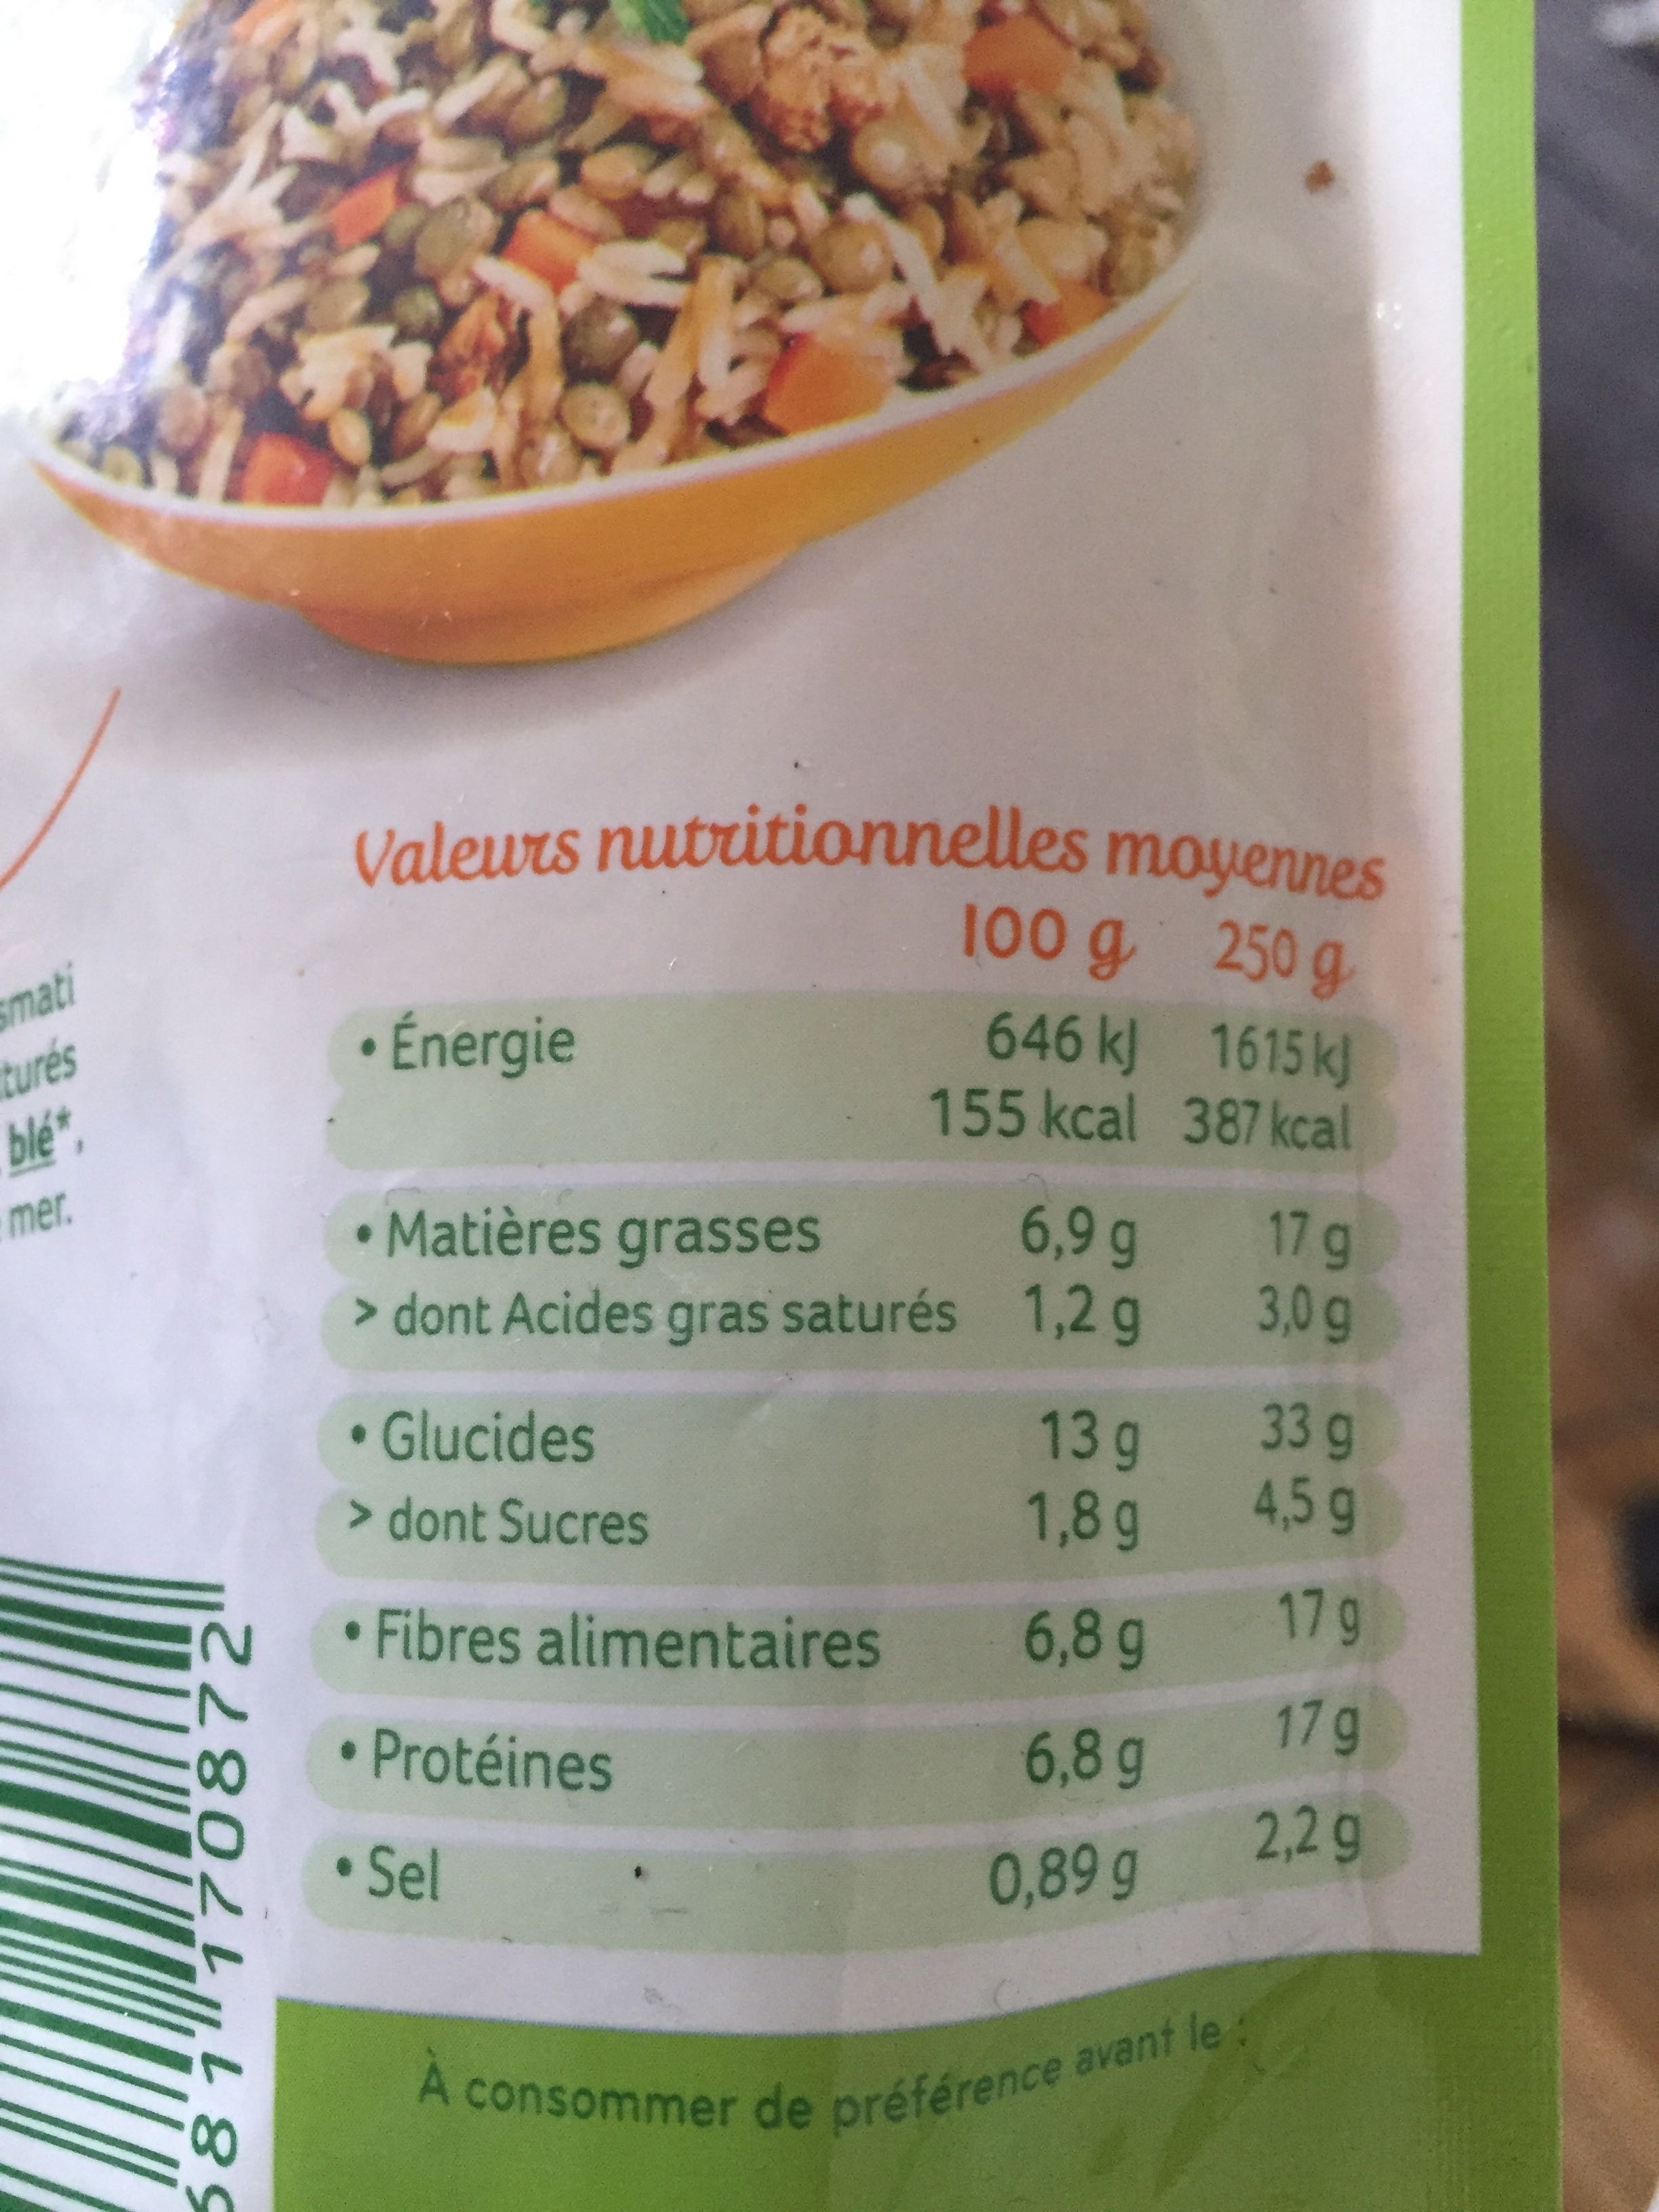 smati
turés
blé*,
mer.
Valeurs nutritionnelles moyennes
100 g 250 g
• Énergie 646 kJ 1615 kJ
155 kcal 387 kcal
• Matières grasses 6,9 g 17 g
> dont Acides gras saturés 1,2 g 3,0 g
• Glucides 13 g 33 g
> dont Sucres 1,8 g 4,5 g
• Fibres alimentaires 6,8 g 17 g
• Protéines 6,8 g 17 g
• Sel 0,89 g 2,2 g
À consommer de préférence avant le :
681170872